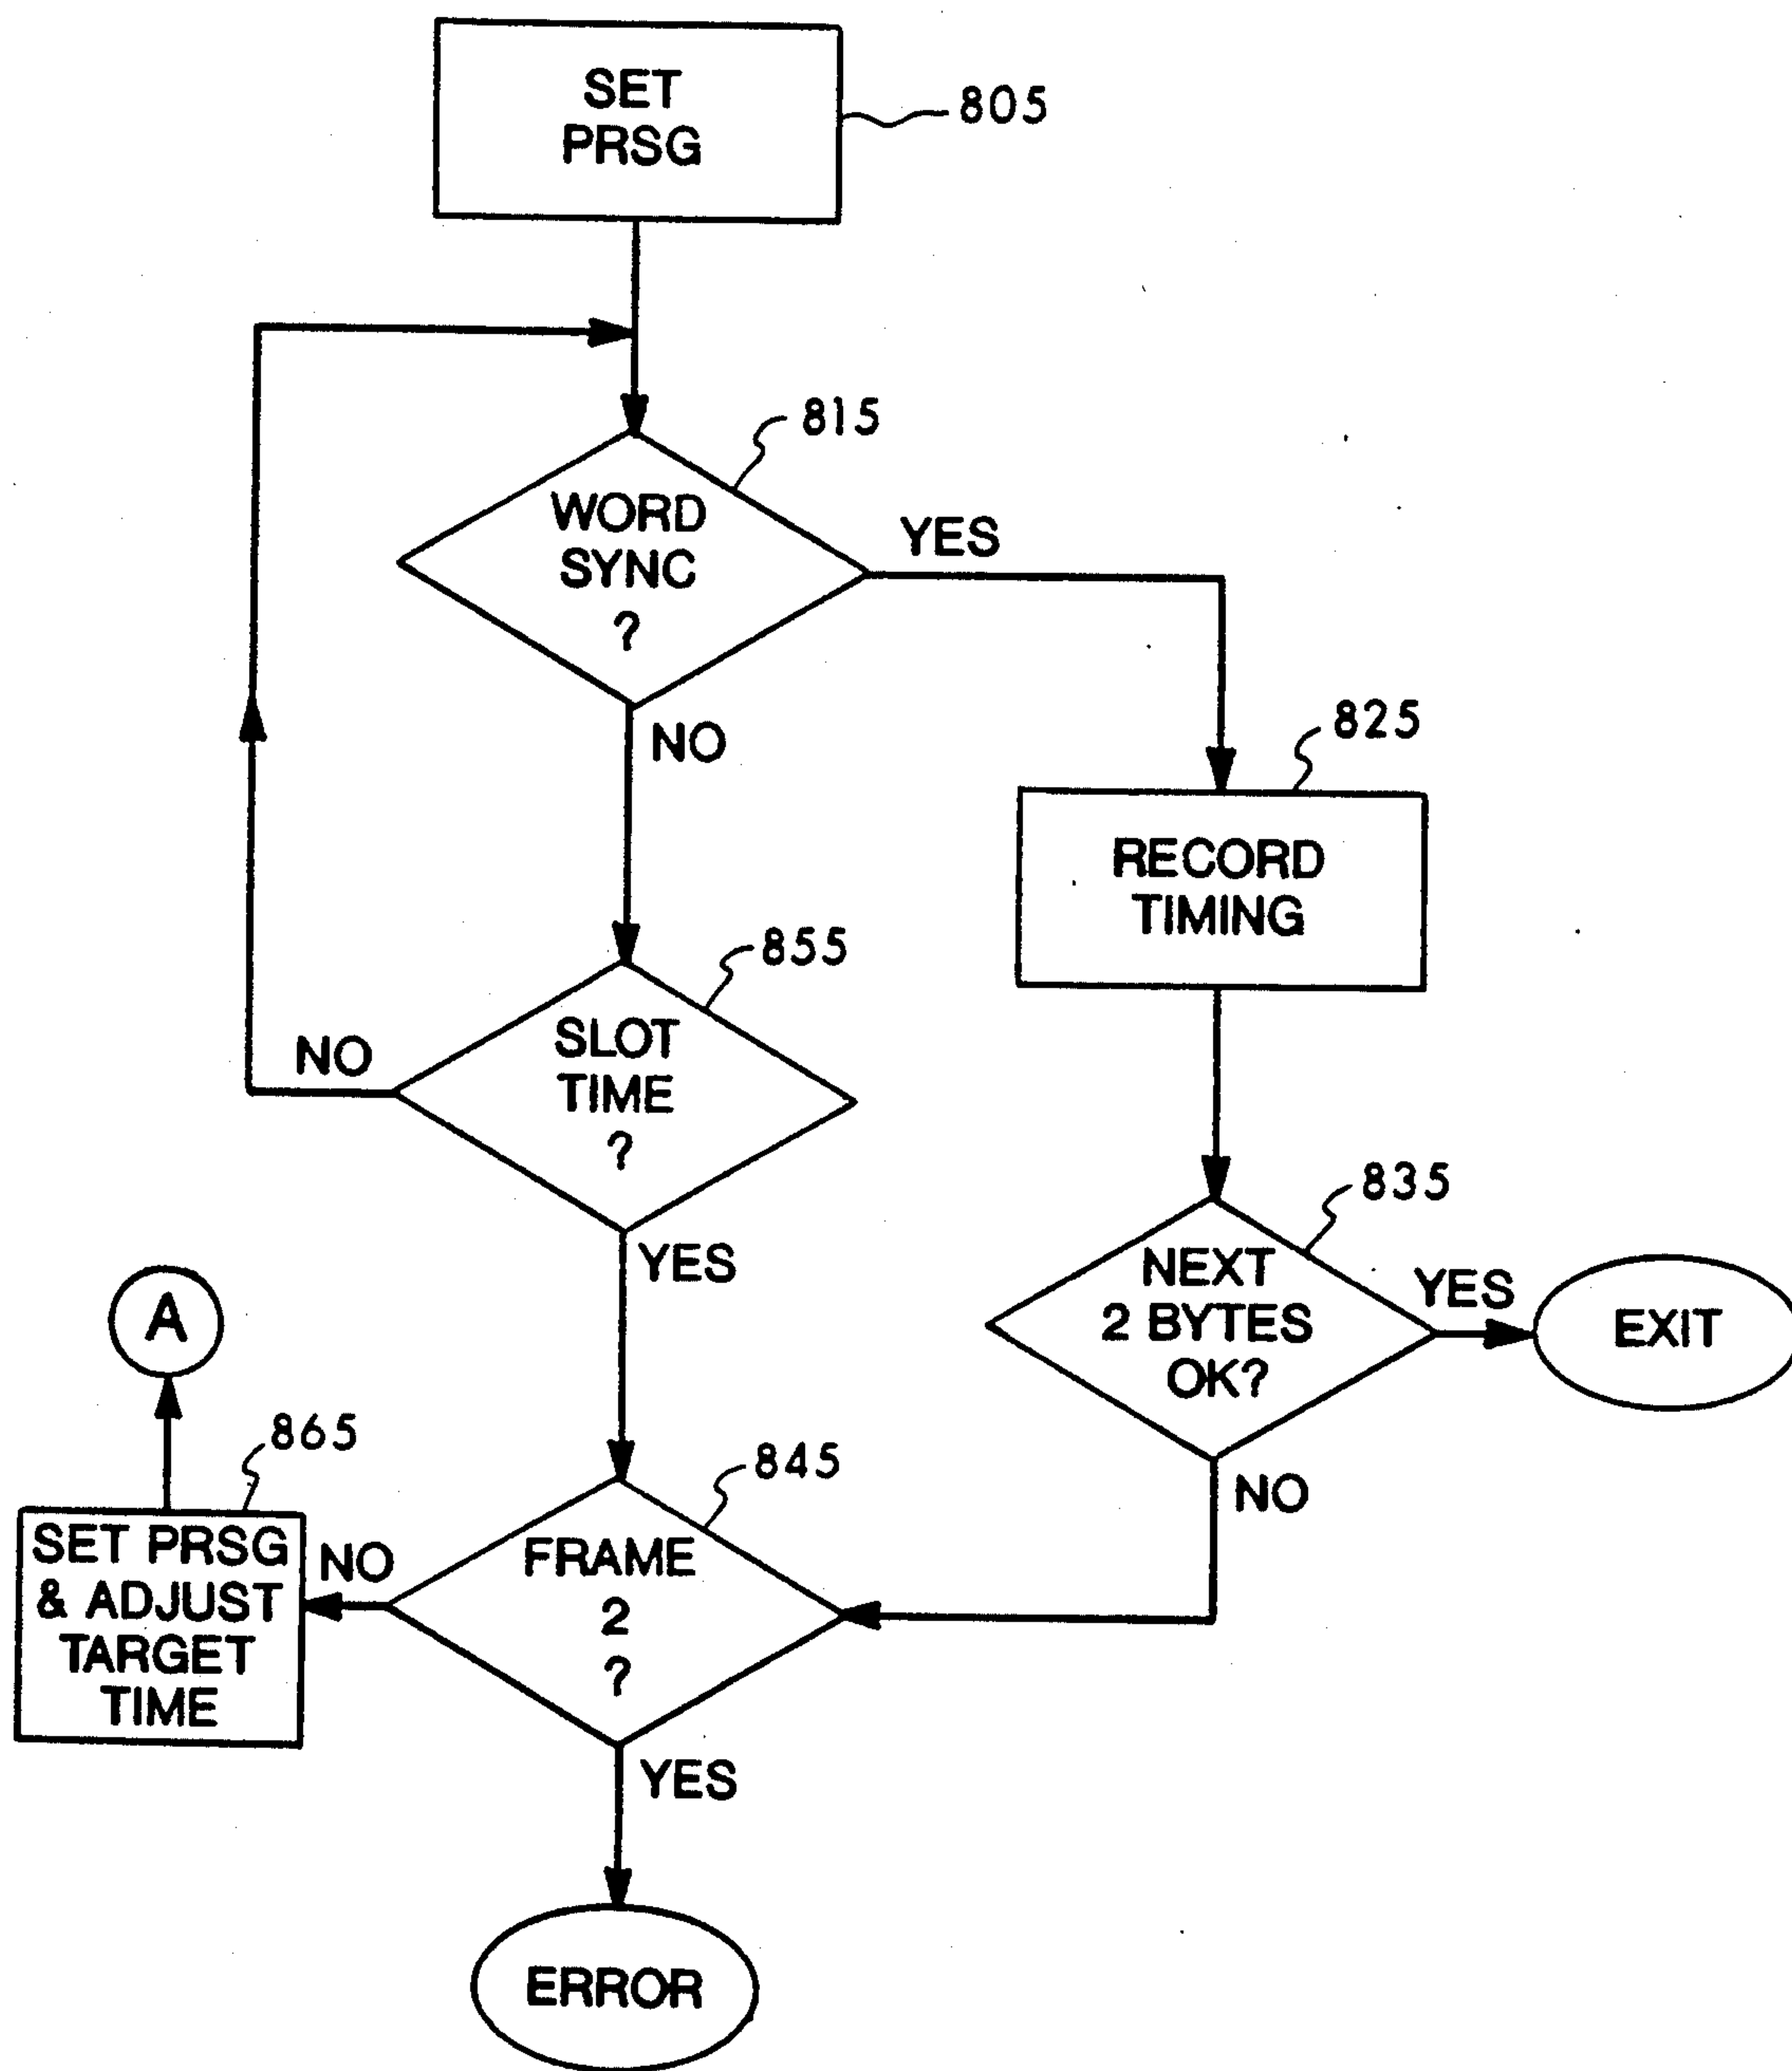 SET
PRSG
805
815
WORD
SYNC
?
YES
NO
825
RECORD
TIMING
855
SLOT
TIME
?
NO
YES
835
NEXT
2 BYTES
OK?
YES
EXIT
NO
A
865
SET PRSG
& ADJUST
TARGET
TIME
845
FRAME
2
?
NO
YES
ERROR